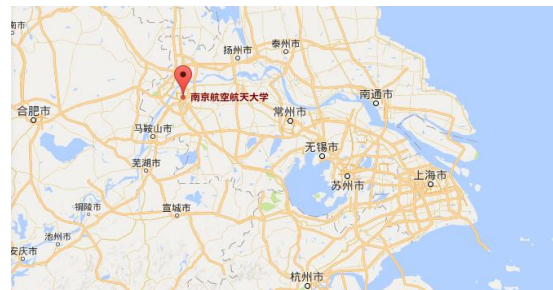 南市
扬州市
泰州市
南京航空航天大学
南通市
合肥市
常州市
马鞍山市
无锡市
芜湖市
上海市
苏州市
铜陵市
宣城市
池州市
安庆市
杭州市